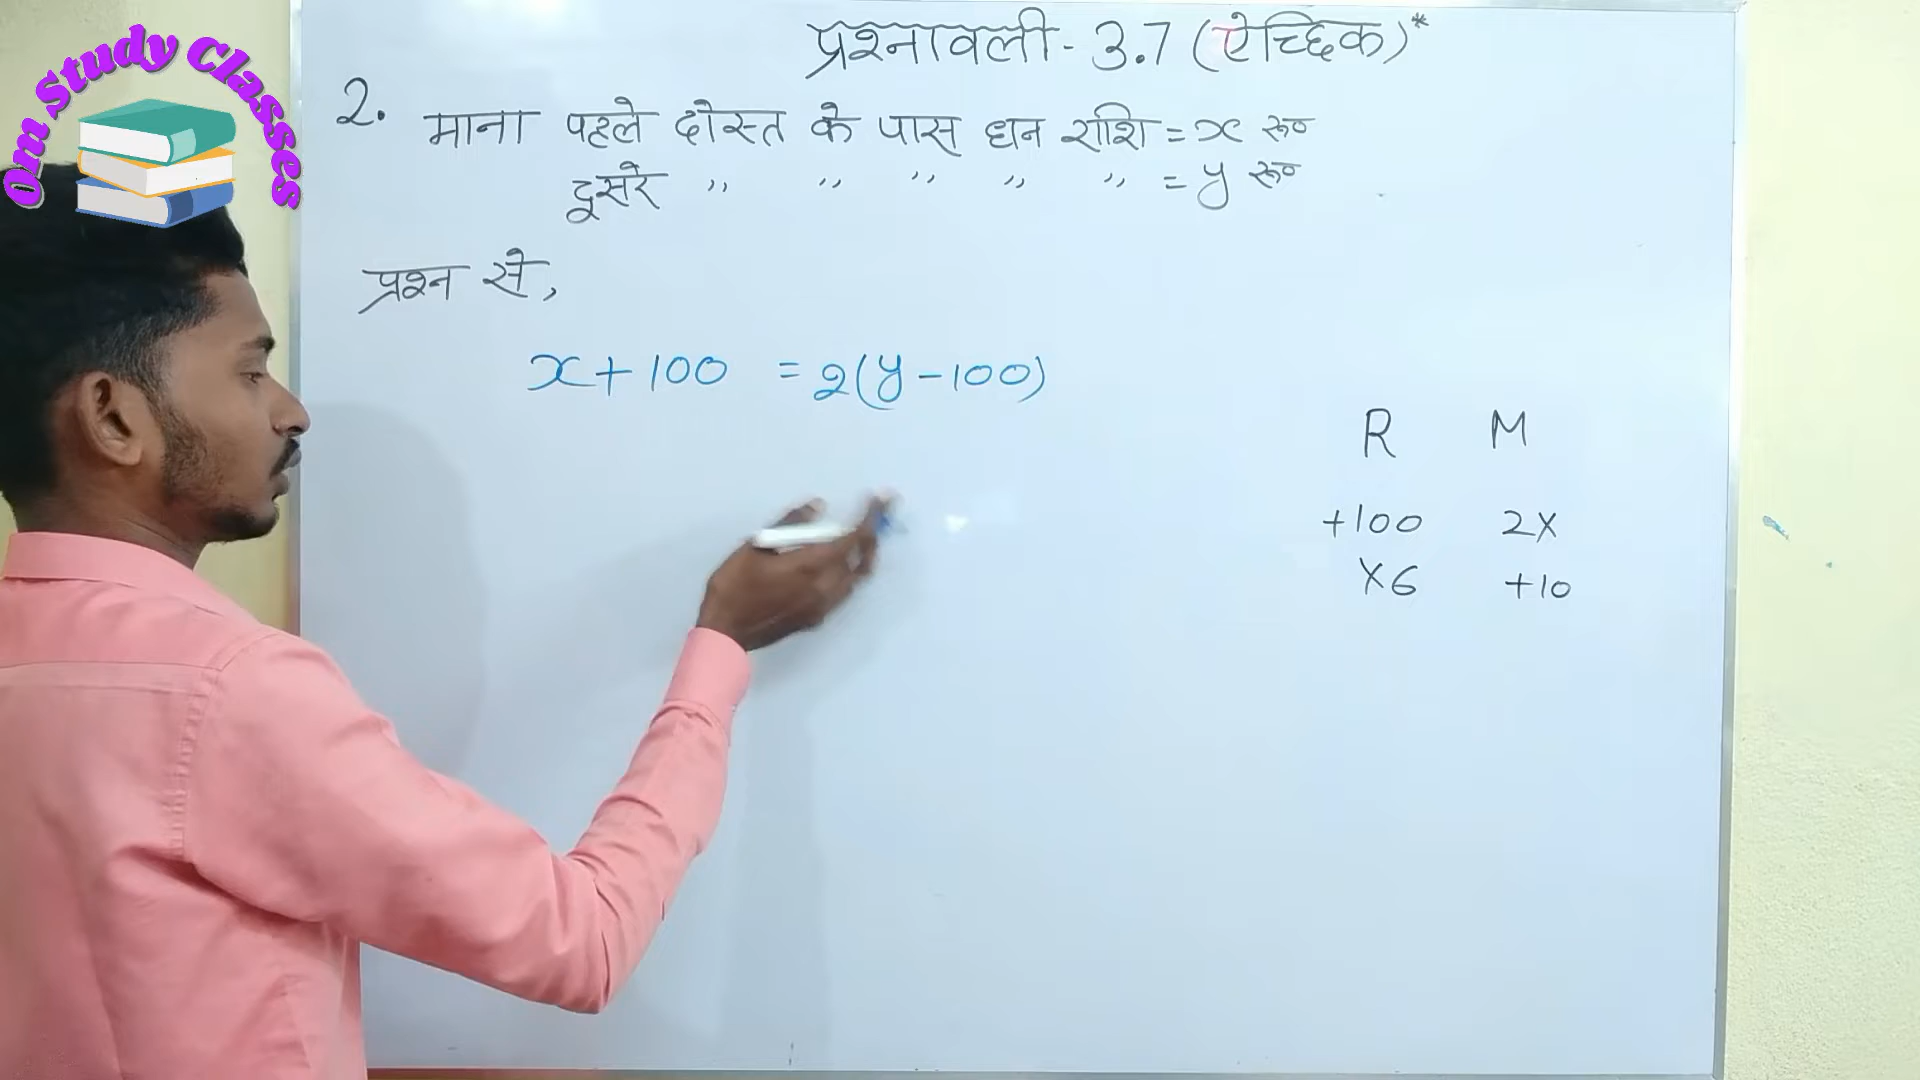 Om Study Classes
प्रश्नावली - 3.7 (ऐच्छिक)*
2. माना पहले दोस्त के पास धन राशि = x रू०
दूसरे ,, ,, ,, ,, ,, = y रू०
प्रश्न से,
x + 100 = 2(y - 100)
R M
+100 2x
x6 +10